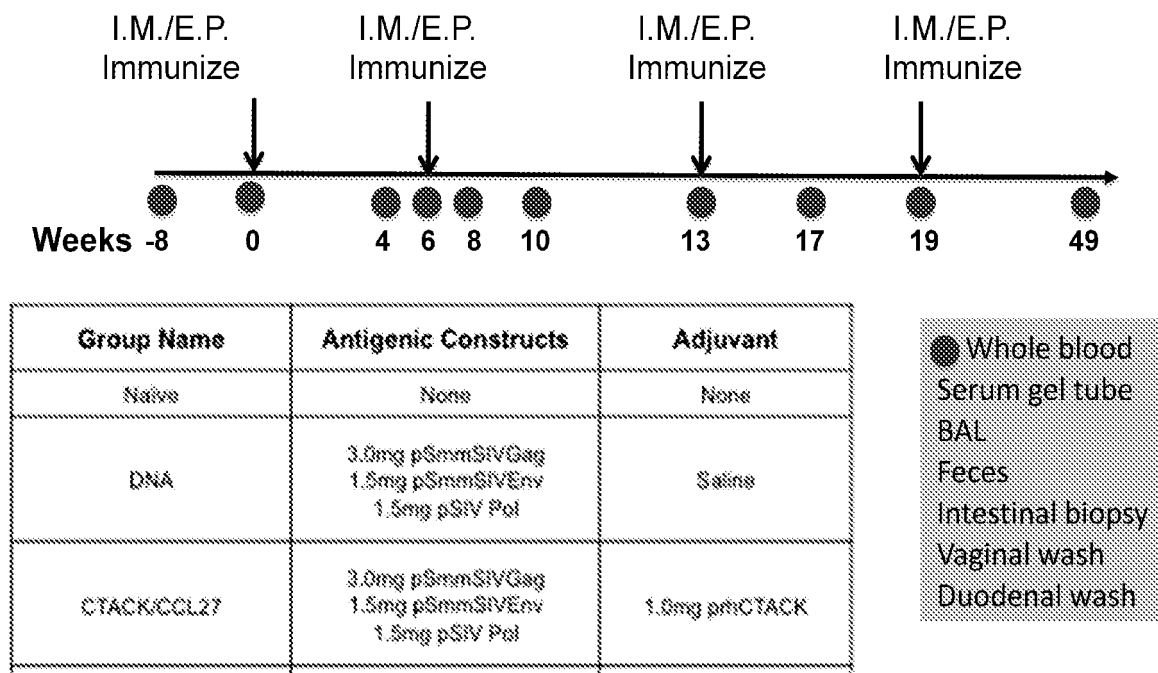 I.M./E.P. I.M./E.P. I.M./E.P. I.M./E.P.
Immunize Immunize Immunize Immunize
Weeks -8 0 4 6 8 10 13 17 19 49
Group Name Antigenic Constructs Adjuvant
Naïve None None
3.0mg pSmmSIVGag
DNA 1.5mg pSmmSIVEnv Saline
1.5mg pSIV Pol
3.0mg pSmmSIVGag
CTACK/CCL27 1.5mg pSmmSIVEnv 1.0mg prhCTACK
1.5mg pSIV Pol
Whole blood
Serum gel tube
BAL
Feces
Intestinal biopsy
Vaginal wash
Duodenal wash